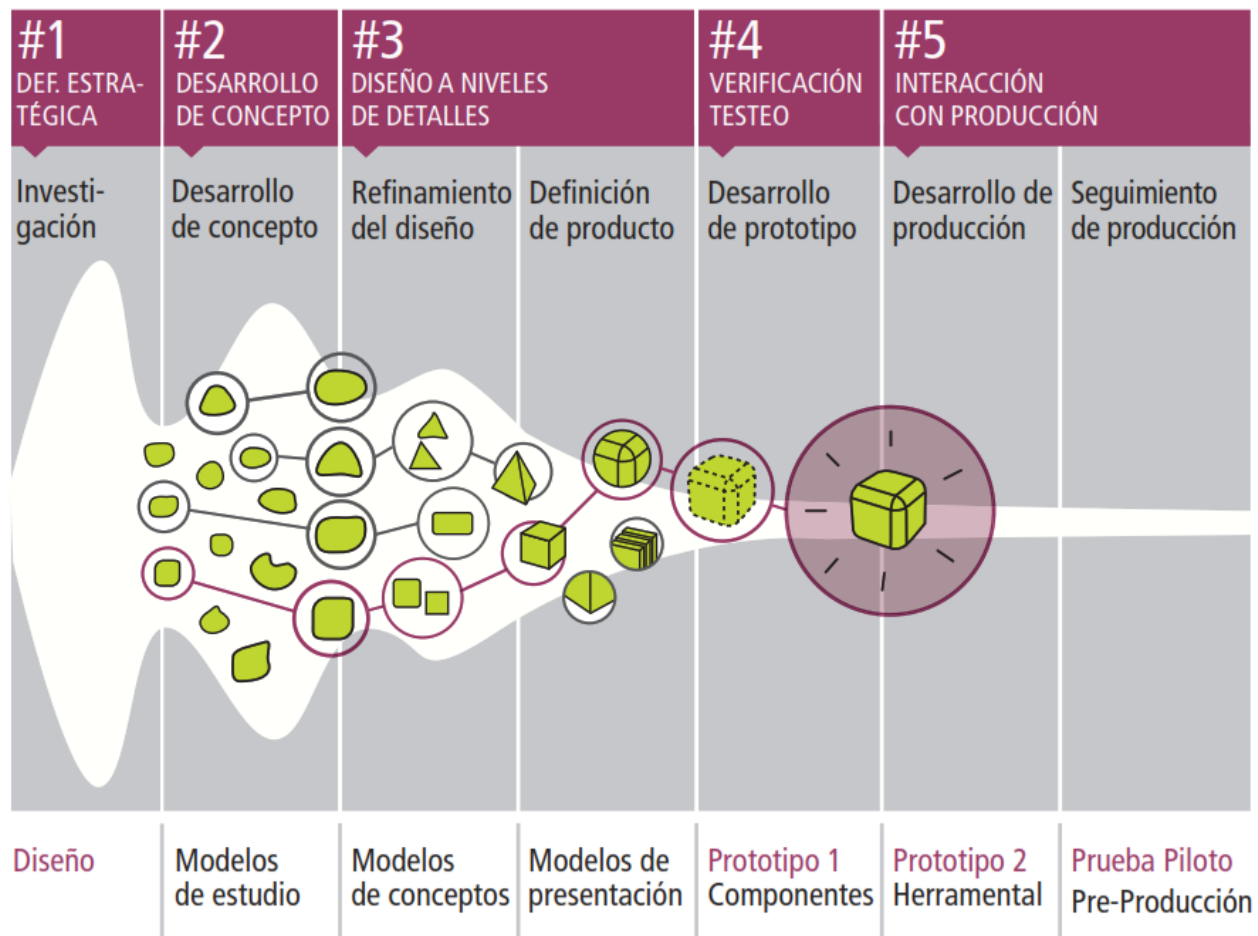 #1
DEF. ESTRA-
TÉGICA
#2
DESARROLLO
DE CONCEPTO
#3
DISEÑO A NIVELES
DE DETALLES
#4
VERIFICACIÓN
TESTEO
#5
INTERACCIÓN
CON PRODUCCIÓN
Investi-
gación
Desarrollo
de concepto
Refinamiento
del diseño
Definición
de producto
Desarrollo
de prototipo
Desarrollo de
producción
Seguimiento
de producción
Diseño
Modelos
de estudio
Modelos
de conceptos
Modelos de
presentación
Prototipo 1
Componentes
Prototipo 2
Herramental
Prueba Piloto
Pre-Producción